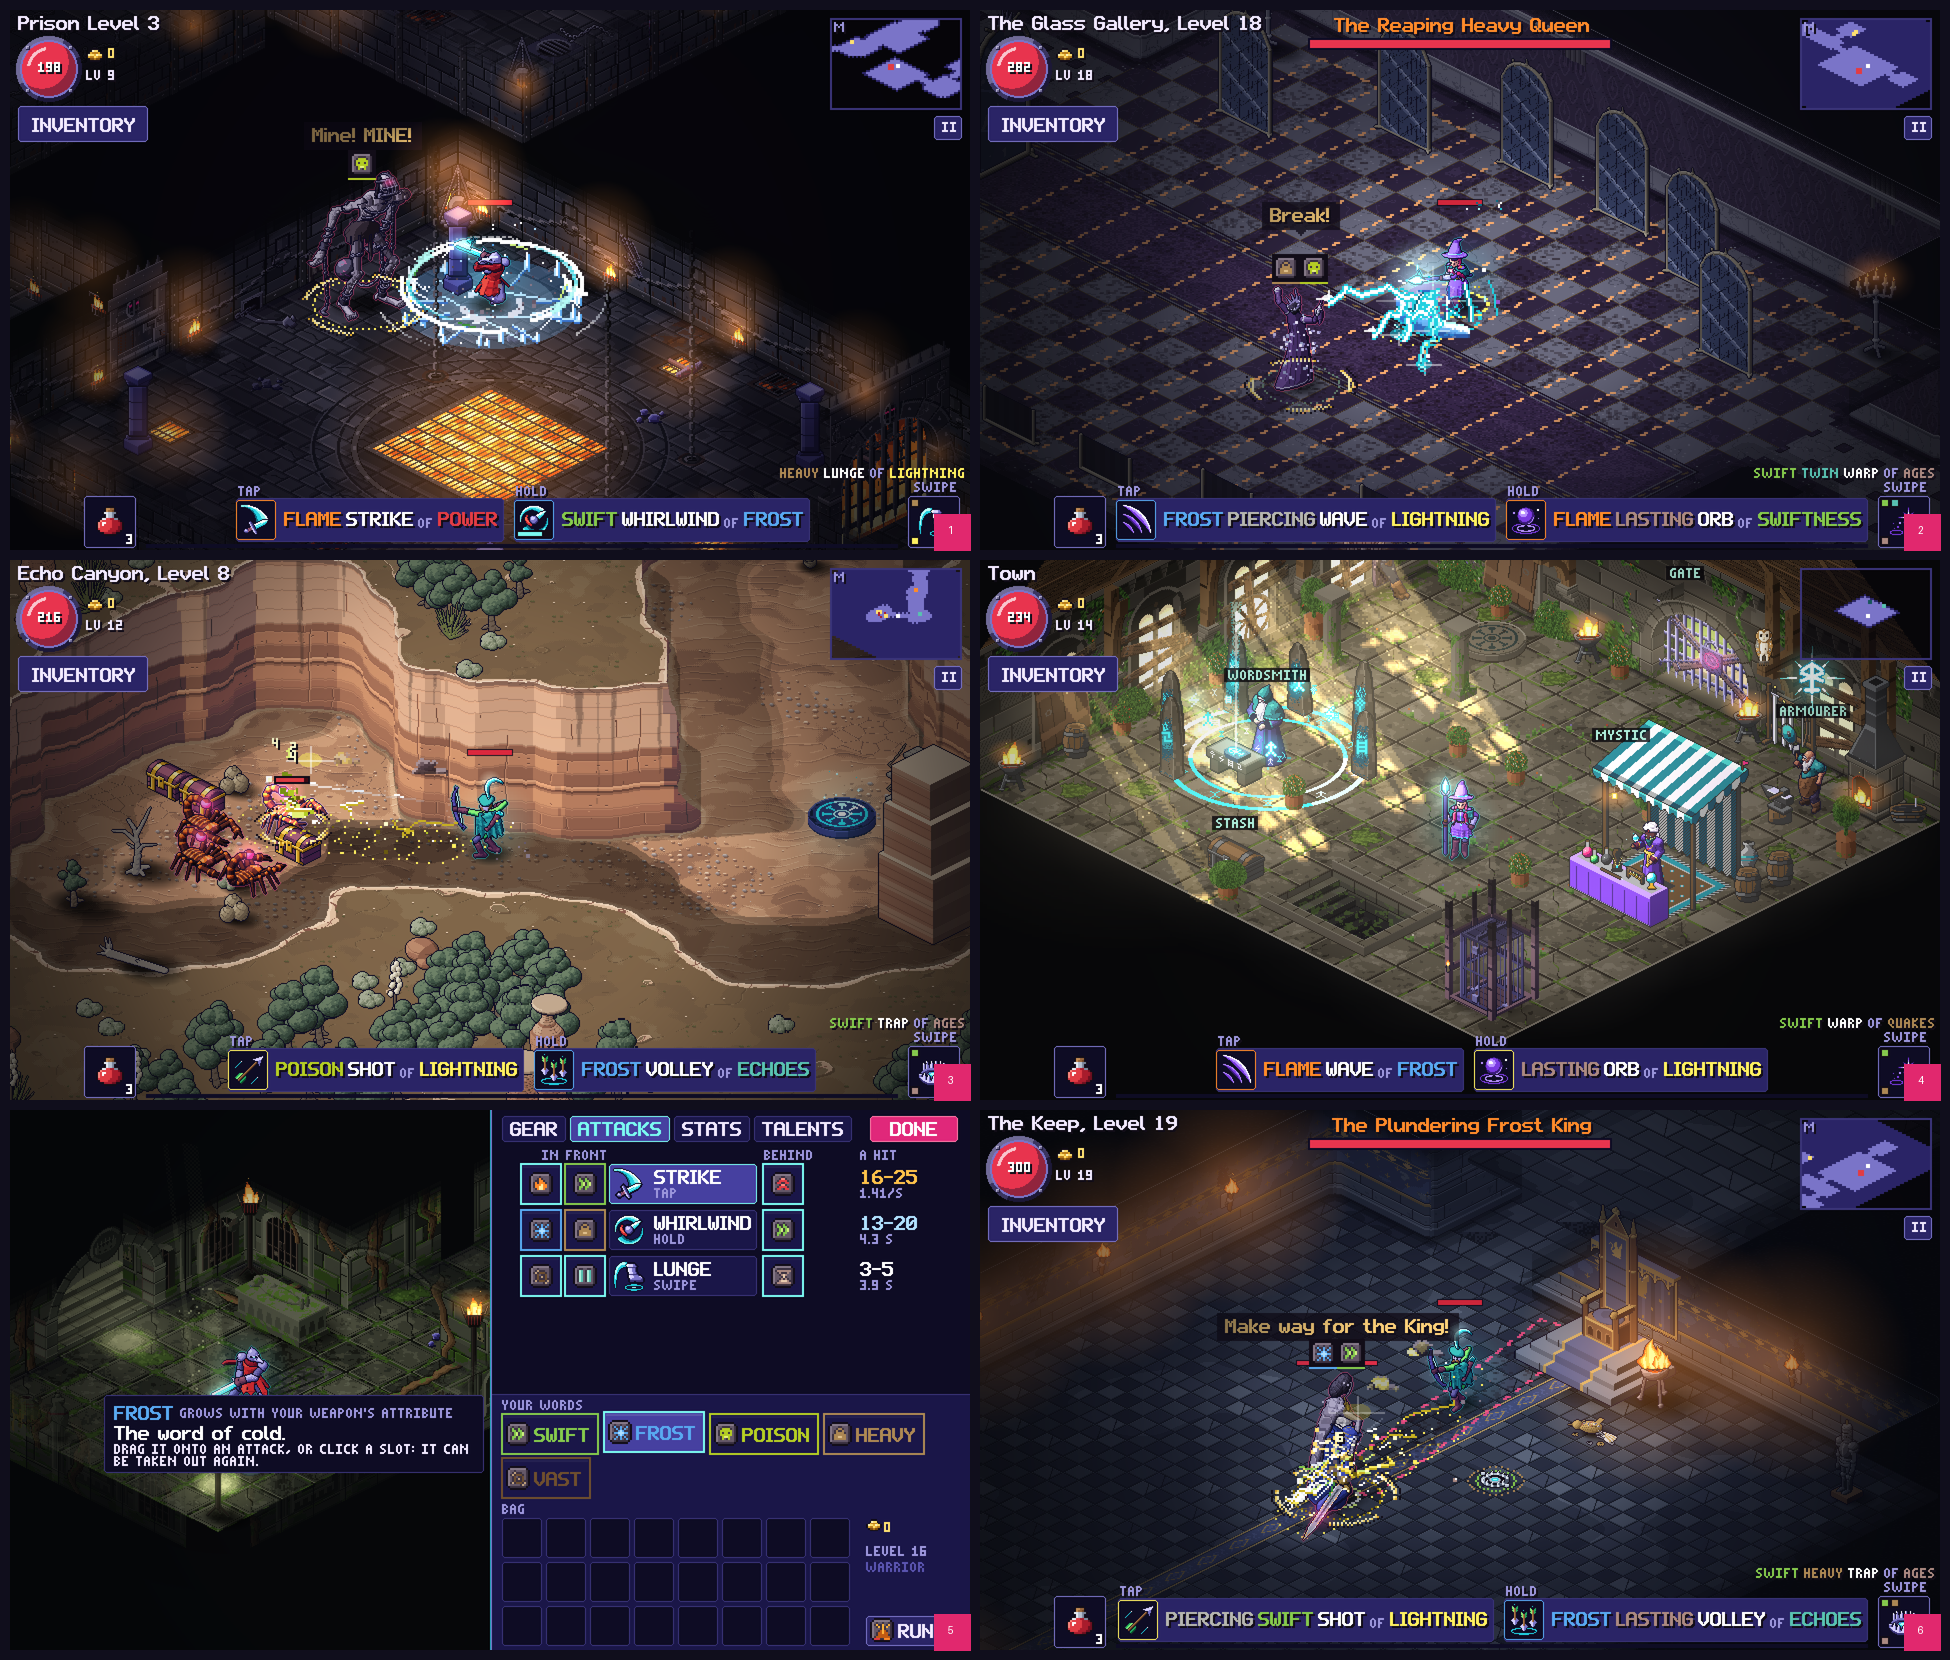 Prison Level 3
198
0
LV 9
INVENTORY
M
II
Mine! MINE!
HEAVY LUNGE OF LIGHTNING
SWIPE
3
TAP
FLAME STRIKE OF POWER
HOLD
SWIFT WHIRLWIND OF FROST
1
The Glass Gallery, Level 18
The Reaping Heavy Queen
282
0
LV 18
INVENTORY
M
II
Break!
SWIFT TWIN WARP OF AGES
SWIPE
3
TAP
FROST PIERCING WAVE OF LIGHTNING
HOLD
FLAME LASTING ORB OF SWIFTNESS
2
Echo Canyon, Level 8
216
0
LV 12
INVENTORY
M
II
SWIFT TRAP OF AGES
SWIPE
3
TAP
POISON SHOT OF LIGHTNING
HOLD
FROST VOLLEY OF ECHOES
3
Town
234
0
LV 14
INVENTORY
II
GATE
WORDSMITH
ARMOURER
MYSTIC
STASH
SWIFT WARP OF QUAKES
SWIPE
3
TAP
FLAME WAVE OF FROST
HOLD
LASTING ORB OF LIGHTNING
4
GEAR
ATTACKS
STATS
TALENTS
DONE
IN FRONT
BEHIND
A HIT
STRIKE
TAP
16-25
1.41/S
WHIRLWIND
HOLD
13-20
4.3 S
LUNGE
SWIPE
3-5
3.9 S
FROST GROWS WITH YOUR WEAPON'S ATTRIBUTE
The word of cold.
DRAG IT ONTO AN ATTACK, OR CLICK A SLOT: IT CAN
BE TAKEN OUT AGAIN.
YOUR WORDS
SWIFT
FROST
POISON
HEAVY
VAST
BAG
0
LEVEL 16
WARRIOR
RUN
5
The Keep, Level 19
The Plundering Frost King
300
0
LV 19
INVENTORY
M
II
Make way for the King!
SWIFT HEAVY TRAP OF AGES
SWIPE
3
TAP
PIERCING SWIFT SHOT OF LIGHTNING
HOLD
FROST LASTING VOLLEY OF ECHOES
6